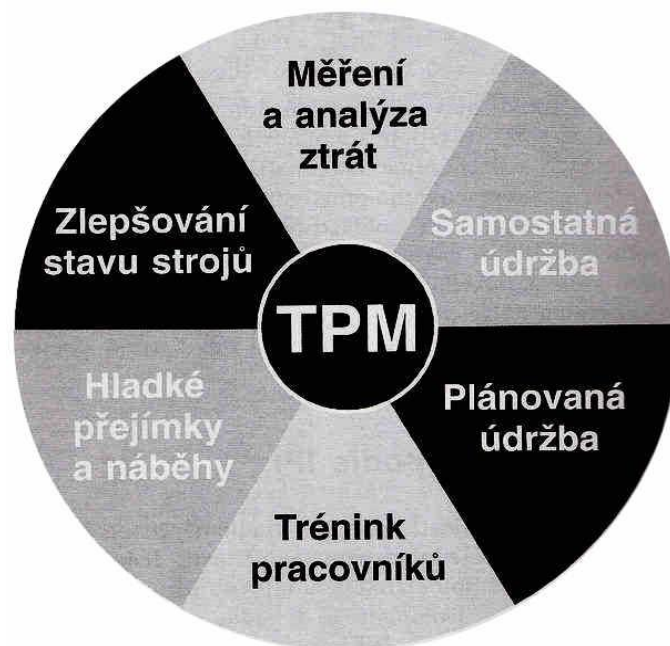 Měření
a analýza
ztrát
Samostatná
údržba
Plánovaná
údržba
Trénink
pracovníků
Hladké
přejímky
a náběhy
Zlepšování
stavu strojů
TPM